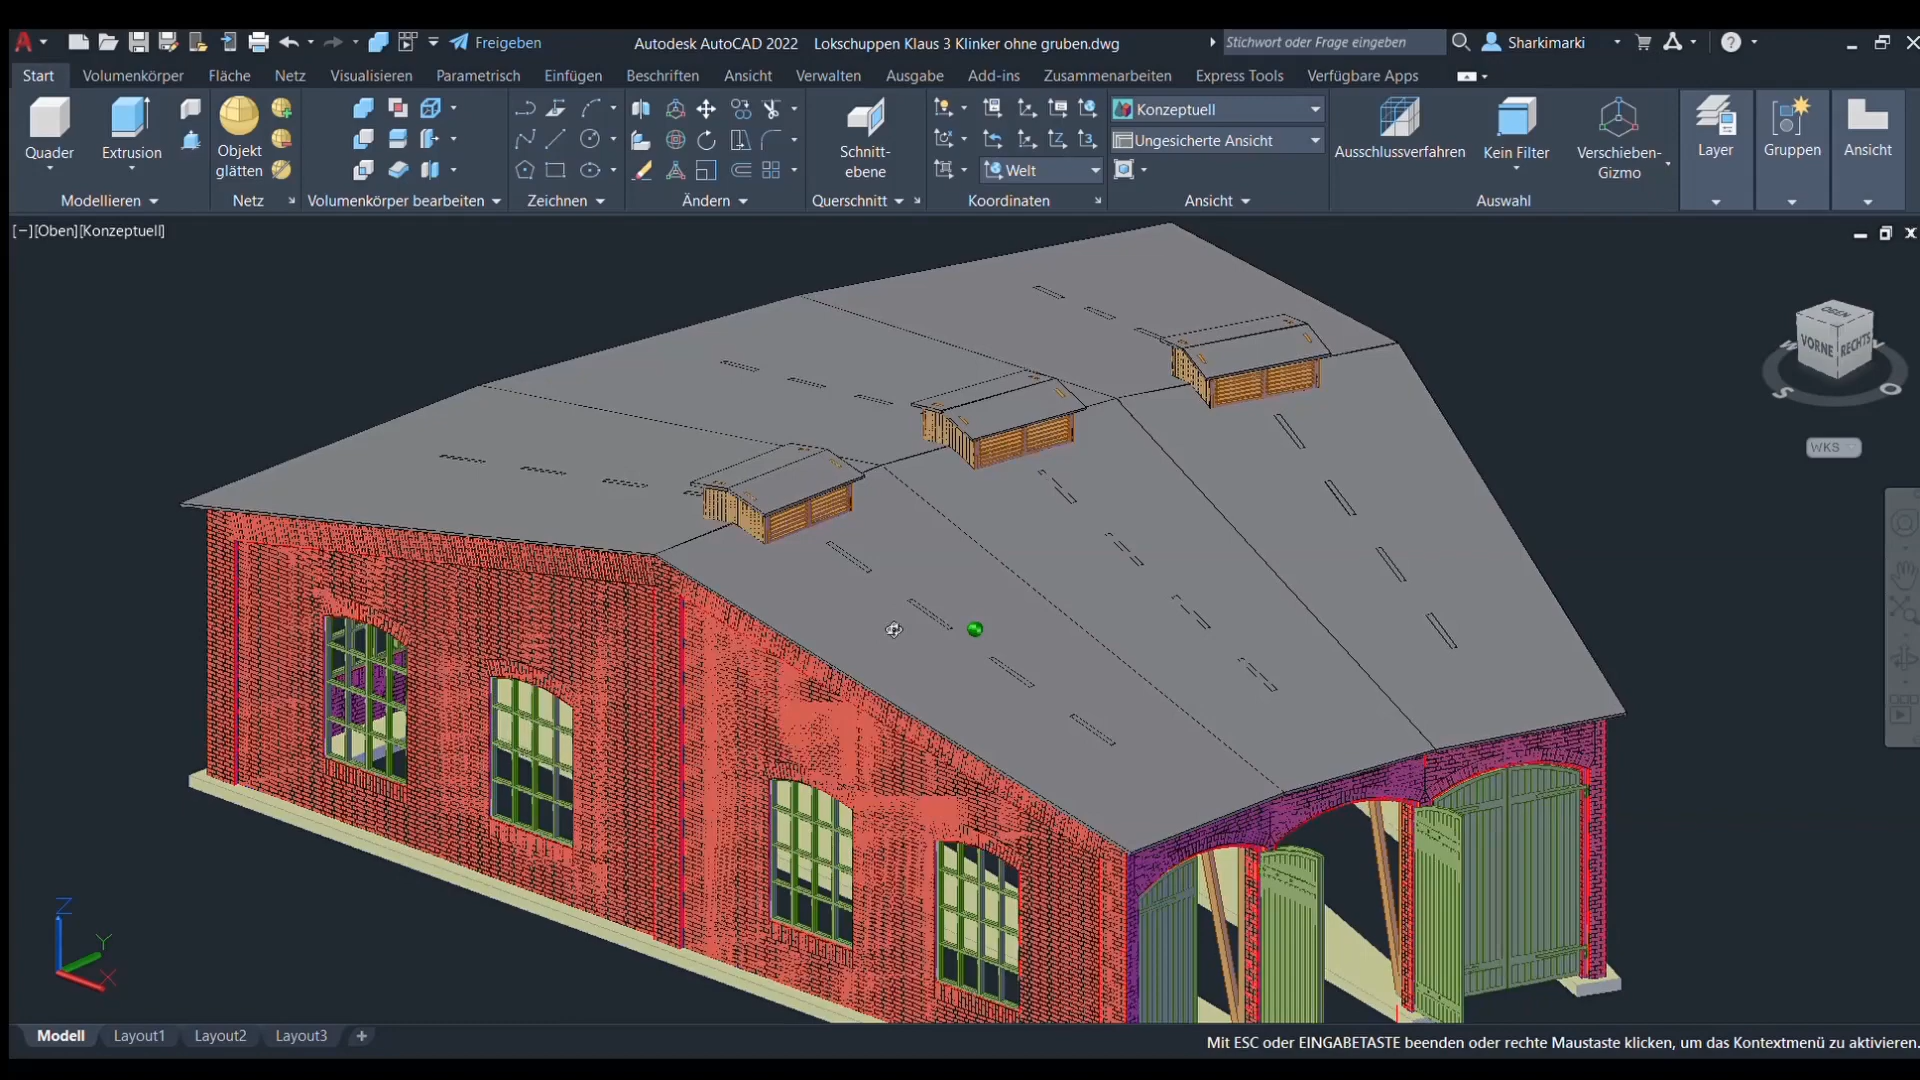 Freigeben
Autodesk AutoCAD 2022 Lokschuppen Klaus 3 Klinker ohne gruben.dwg
Stichwort oder Frage eingeben
Sharkimarki
Start Volumenkörper Fläche Netz Visualisieren Parametrisch Einfügen Beschriften Ansicht Verwalten Ausgabe Add-ins Zusammenarbeiten Express Tools Verfügbare Apps
Quader
Extrusion
Objekt
glätten
Schnitt-
ebene
Welt
Konzeptuell
Ungesicherte Ansicht
Ausschlussverfahren
Kein Filter
Verschieben-
Gizmo
Layer
Gruppen
Ansicht
Modellieren Netz Volumenkörper bearbeiten Zeichnen Ändern Querschnitt Koordinaten Ansicht Auswahl
[−][Oben][Konzeptuell]
OBEN
VORNE
RECHTS
S
O
WKS
Z
Y
X
Modell Layout1 Layout2 Layout3 +
Mit ESC oder EINGABETASTE beenden oder rechte Maustaste klicken, um das Kontextmenü zu aktivieren.